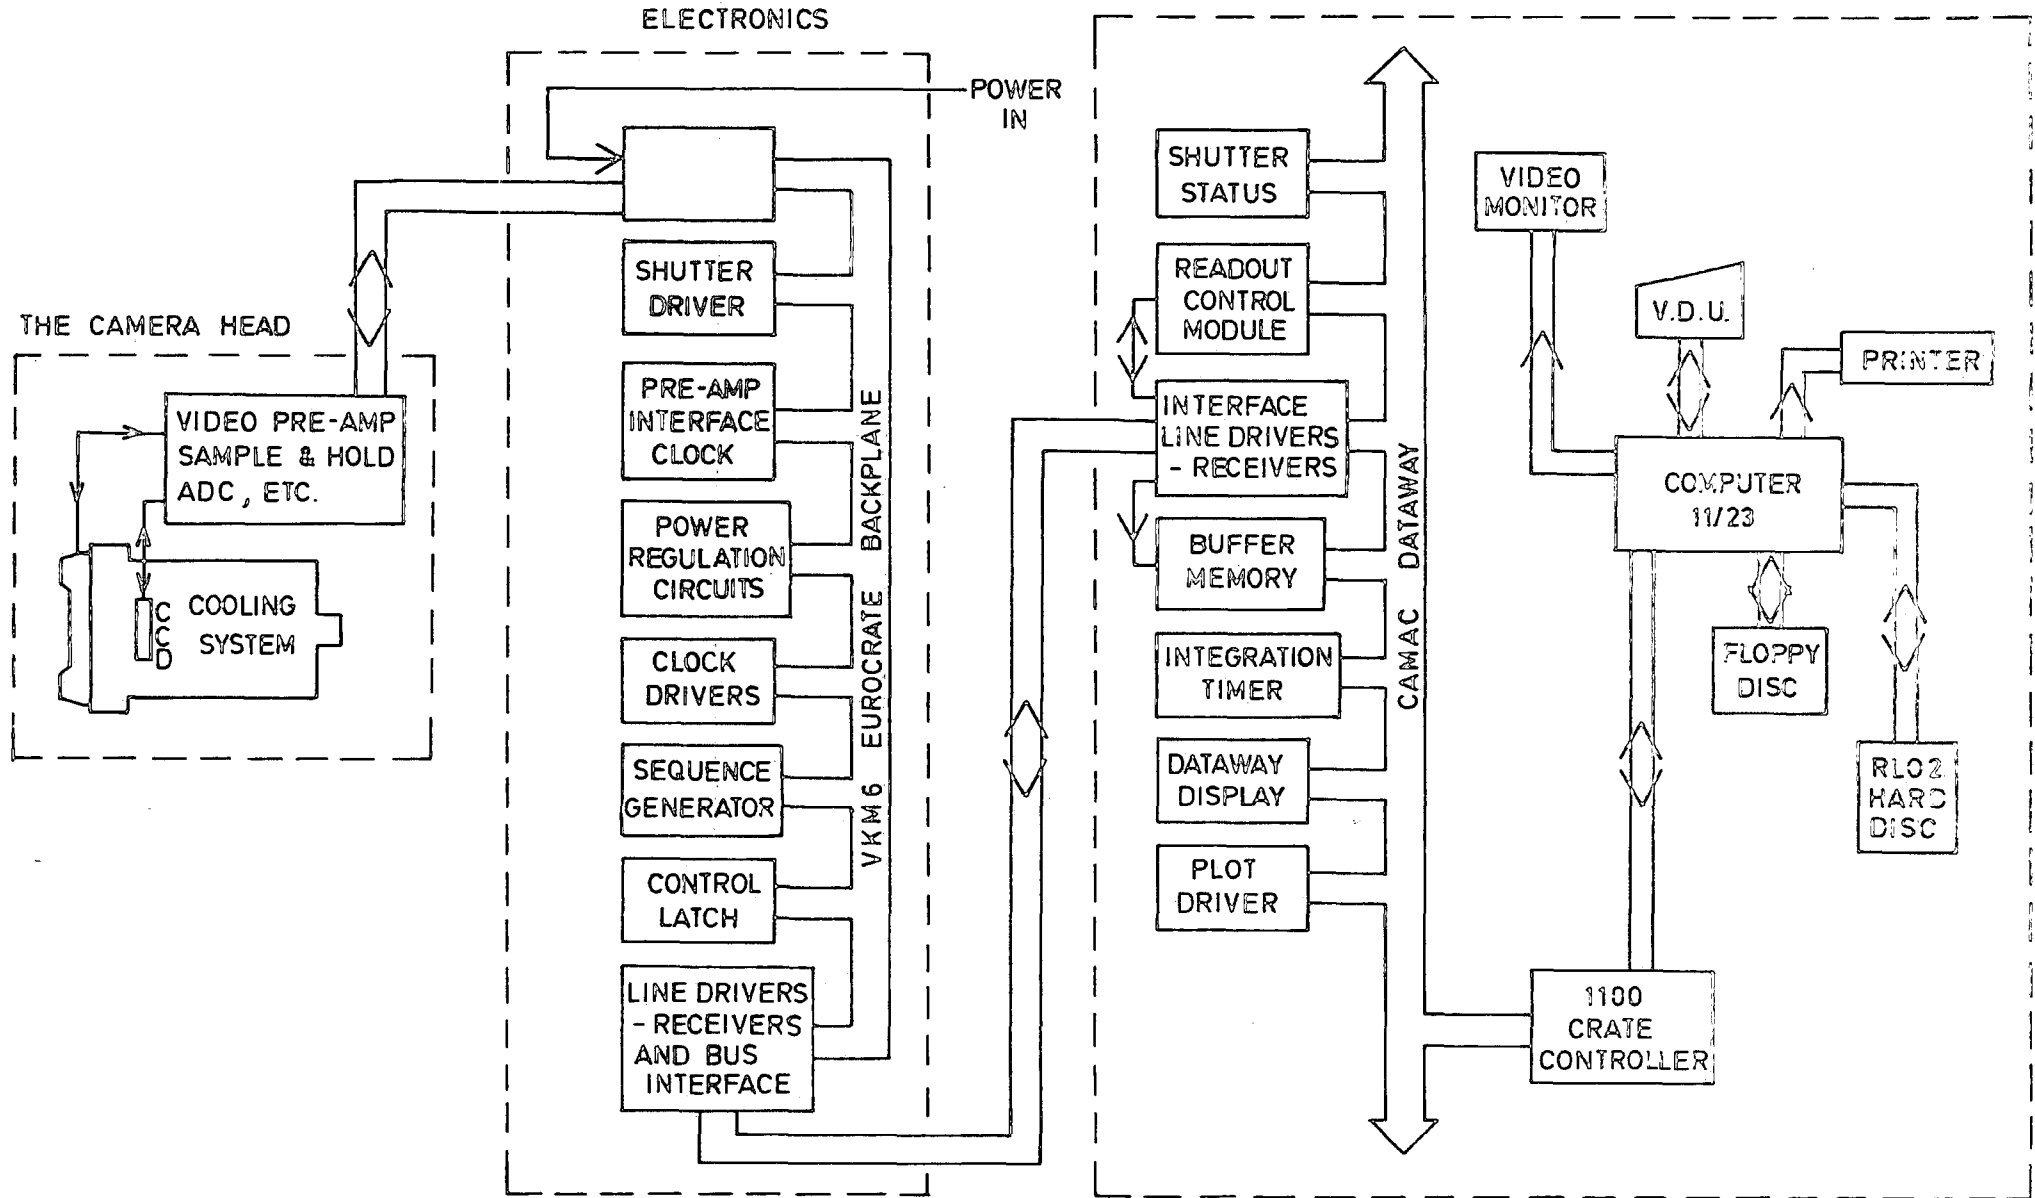 ELECTRONICS
POWER
IN
THE CAMERA HEAD
VIDEO PRE-AMP
SAMPLE & HOLD
ADC, ETC.
CCD
COOLING
SYSTEM
SHUTTER
DRIVER
PRE-AMP
INTERFACE
CLOCK
POWER
REGULATION
CIRCUITS
CLOCK
DRIVERS
SEQUENCE
GENERATOR
CONTROL
LATCH
LINE DRIVERS
- RECEIVERS
AND BUS
INTERFACE
VKM6 EUROCRATE BACKPLANE
SHUTTER
STATUS
READOUT
CONTROL
MODULE
INTERFACE
LINE DRIVERS
- RECEIVERS
BUFFER
MEMORY
INTEGRATION
TIMER
DATAWAY
DISPLAY
PLOT
DRIVER
CAMAC DATAWAY
VIDEO
MONITOR
V.D.U.
PRINTER
COMPUTER
11/23
FLOPPY
DISC
RL02
HARD
DISC
1100
CRATE
CONTROLLER